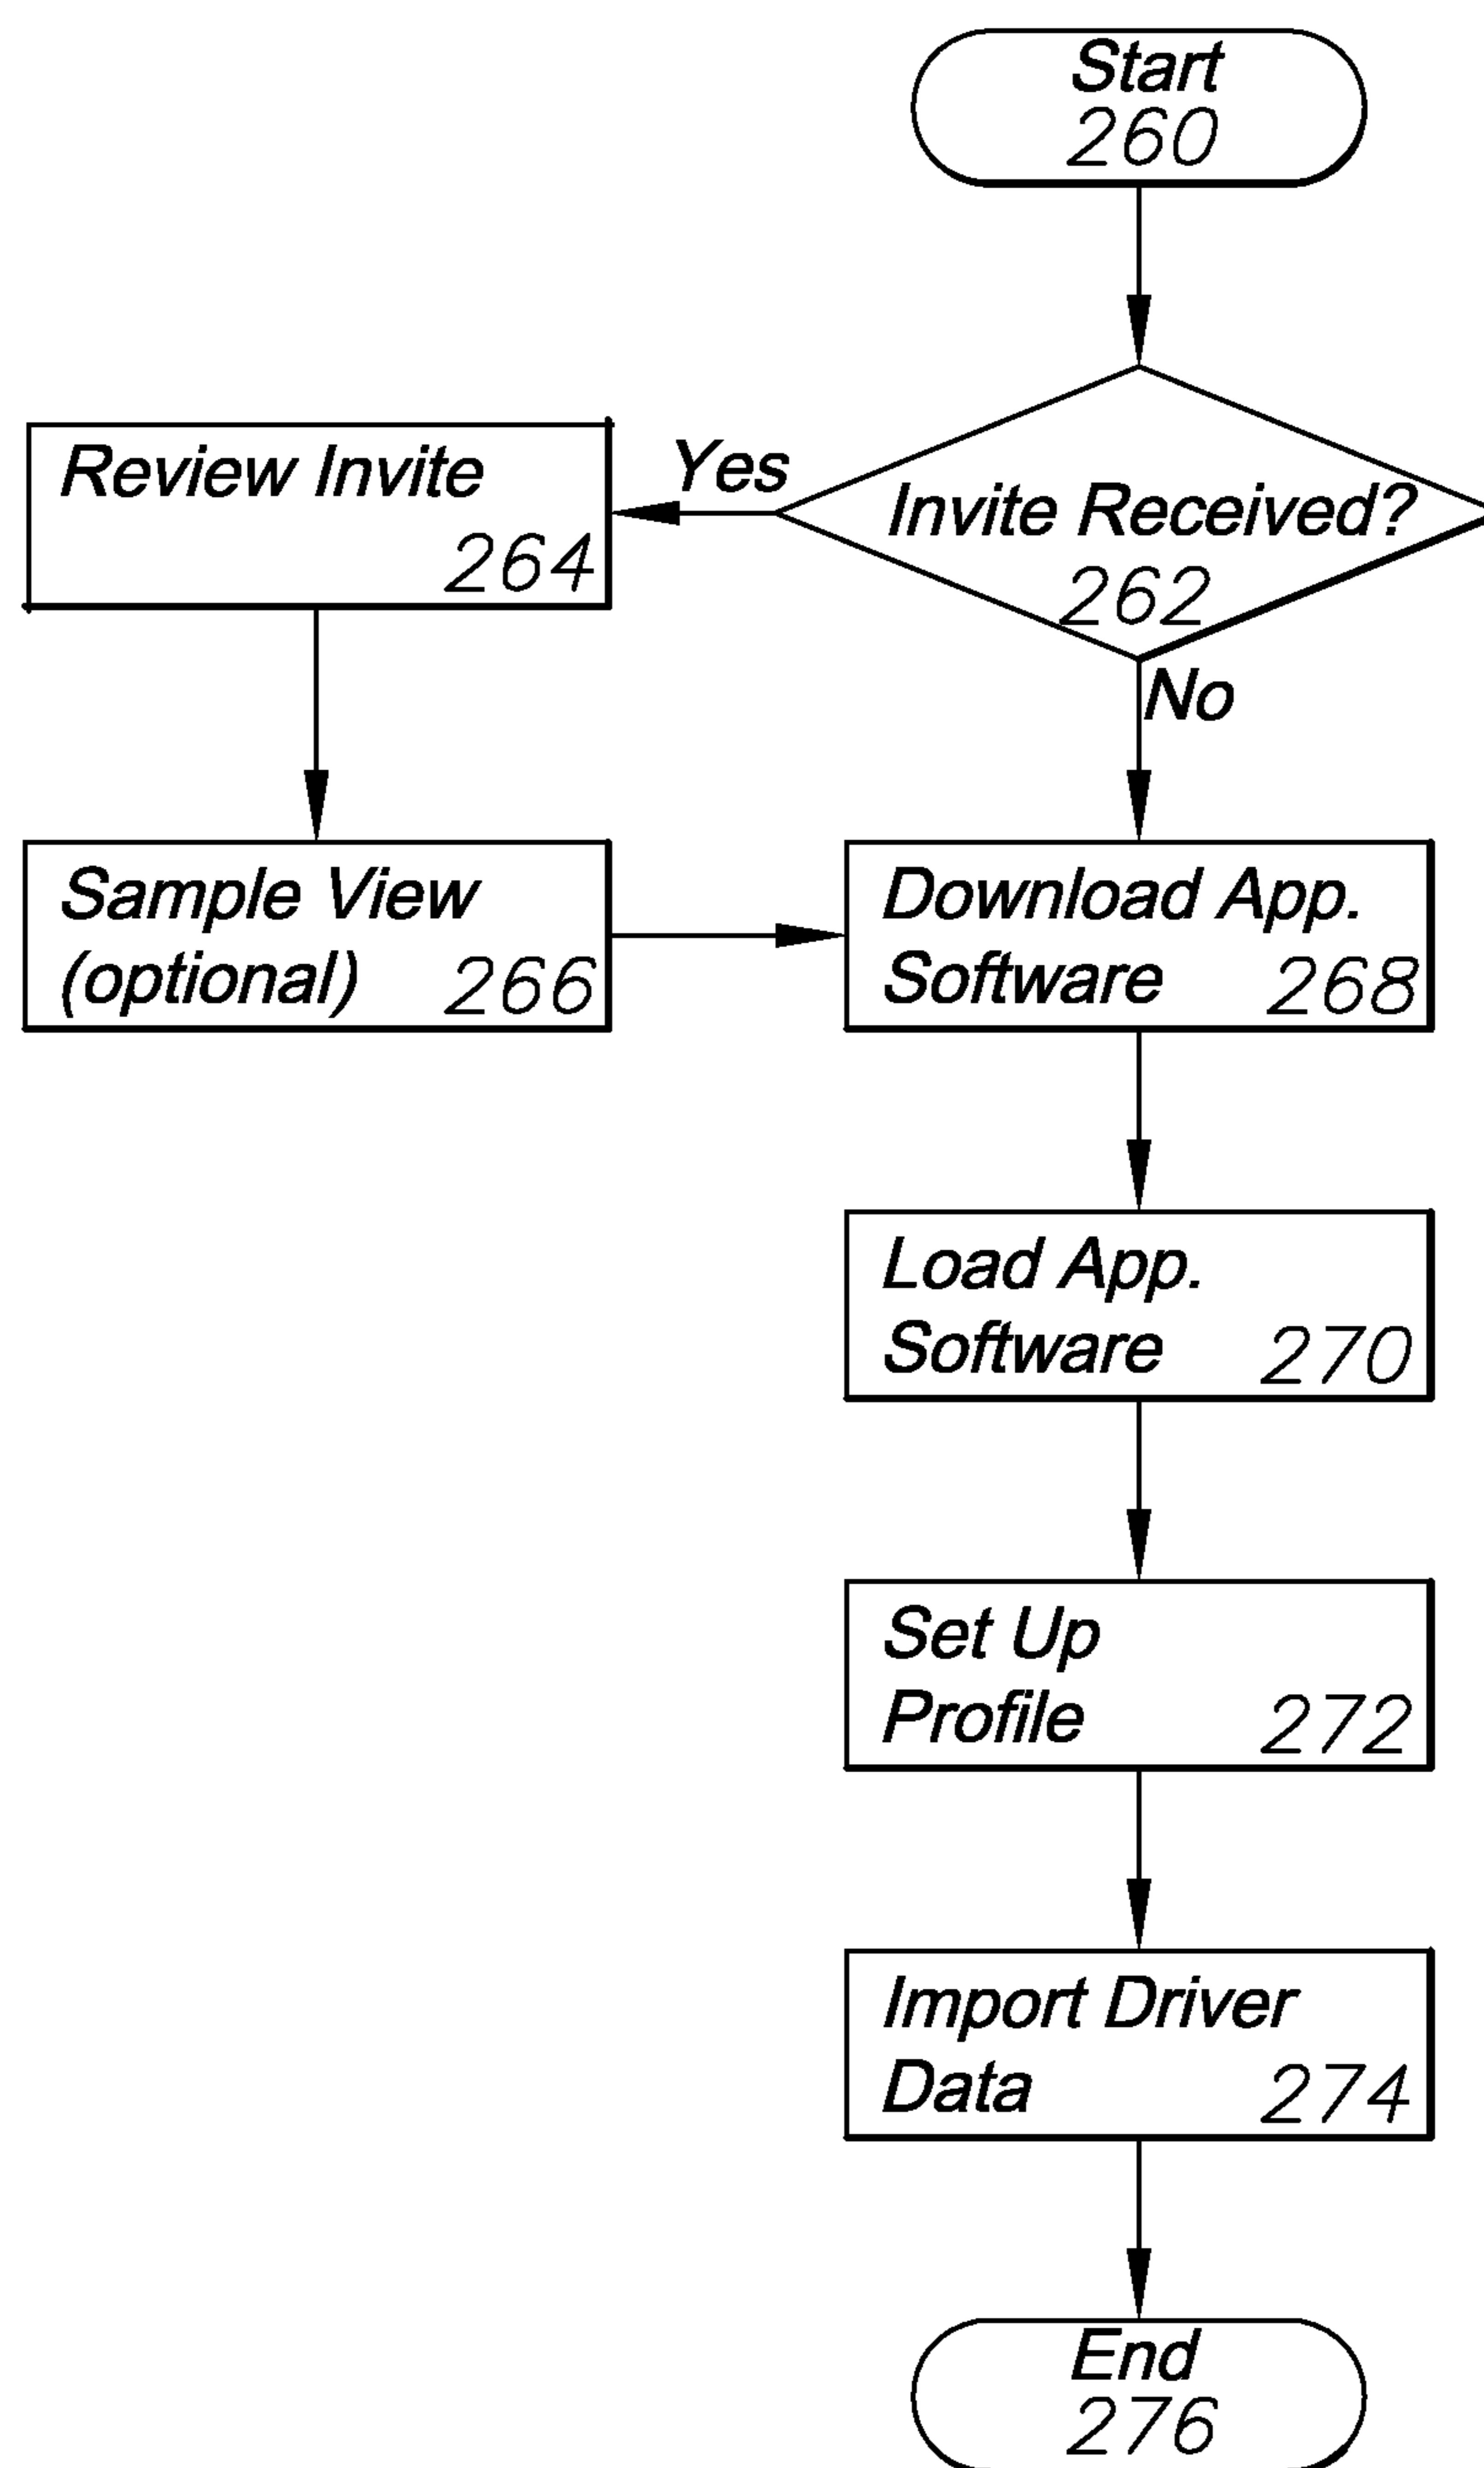 Start
260
Invite Received?
262
Yes
No
Review Invite
264
Sample View
(optional) 266
Download App.
Software 268
Load App.
Software 270
Set Up
Profile 272
Import Driver
Data 274
End
276